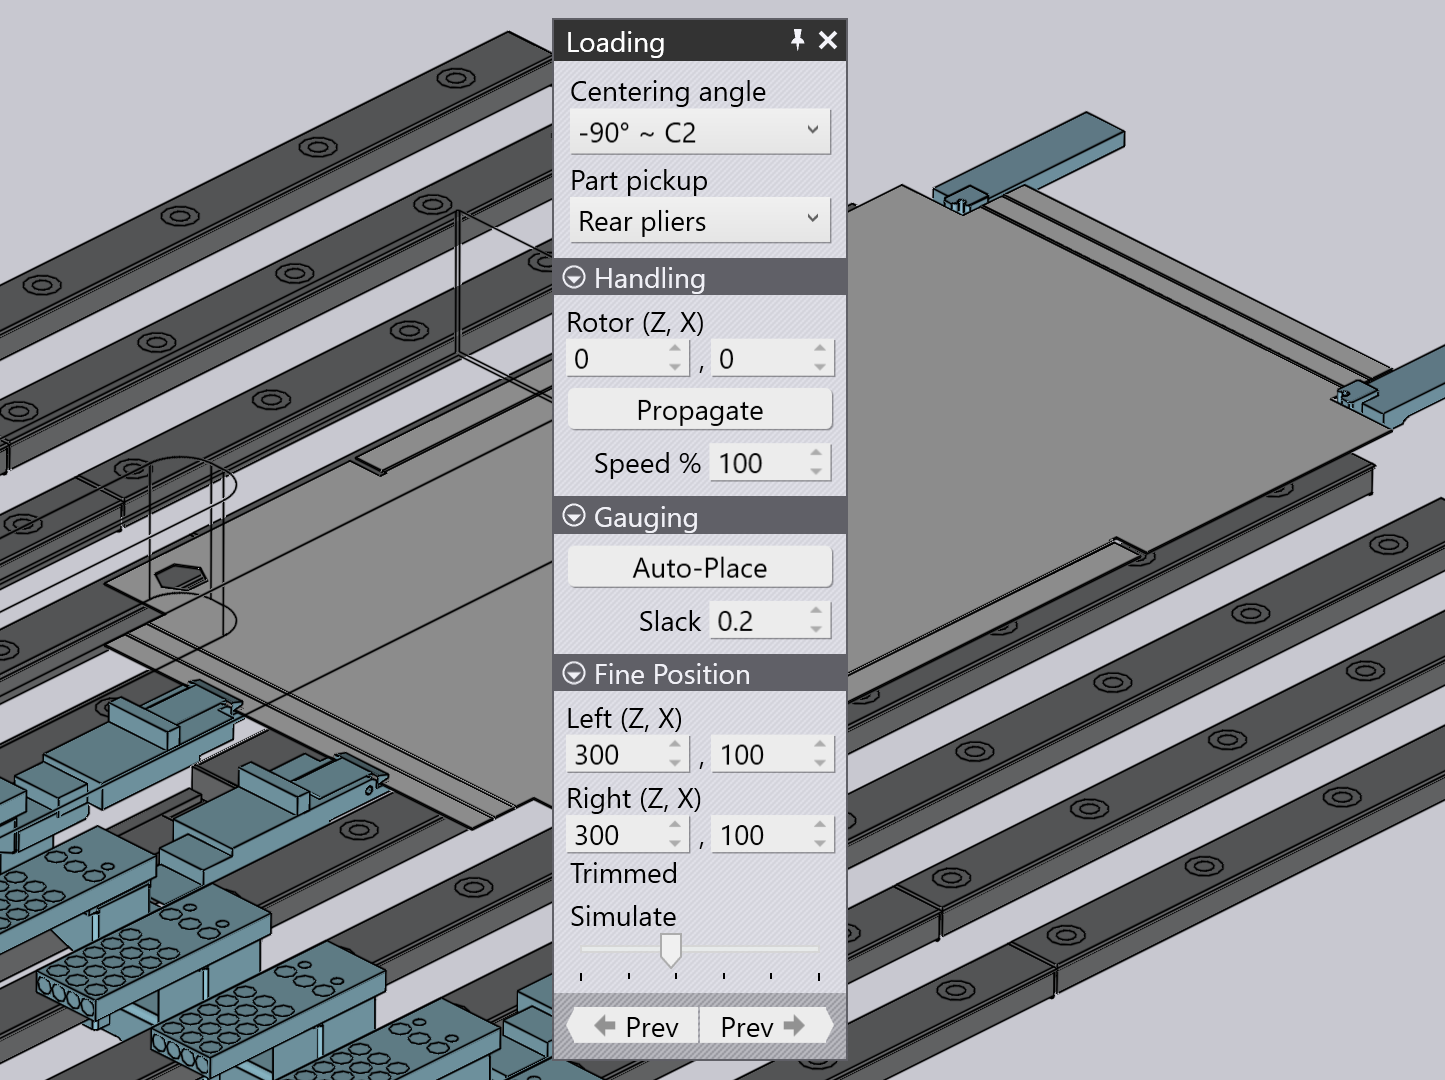 Loading
Centering angle
-90° ~ C2
Part pickup
Rear pliers
Handling
Rotor (Z, X)
0 , 0
Propagate
Speed % 100
Gauging
Auto-Place
Slack 0.2
Fine Position
Left (Z, X)
300 , 100
Right (Z, X)
300 , 100
Trimmed
Simulate
Prev Prev